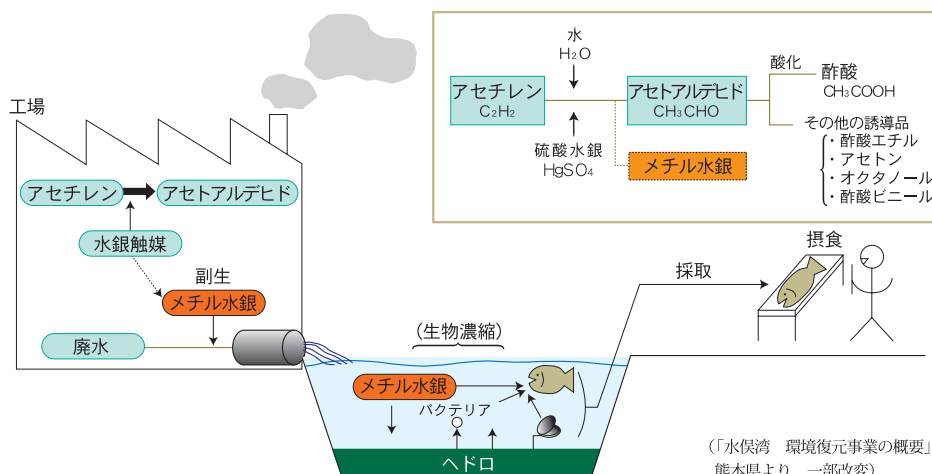 工場
アセチレン
アセトアルデヒド
水銀触媒
副生
メチル水銀
廃水
水
H₂O
アセチレン
C₂H₂
硫酸水銀
HgSO₄
アセトアルデヒド
CH₃CHO
メチル水銀
酸化
酢酸
CH₃COOH
その他の誘導品
・酢酸エチル
・アセトン
・オクタノール
・酢酸ビニール
摂食
採取
(生物濃縮)
メチル水銀
バクテリア
ヘドロ
(「水俣湾 環境復元事業の概要」
熊本県より 一部改変)